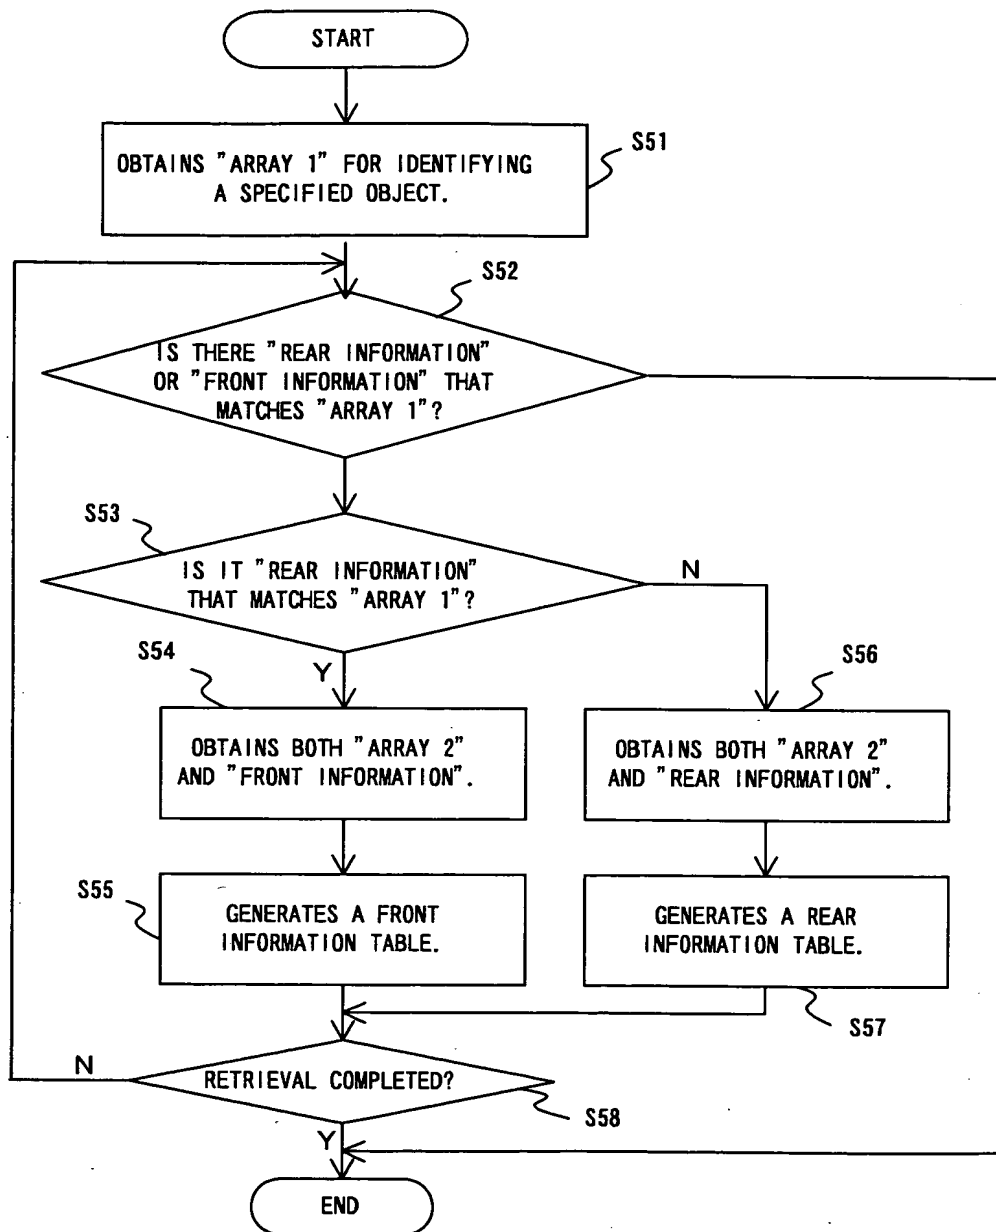 START
S51
OBTAINS "ARRAY 1" FOR IDENTIFYING
A SPECIFIED OBJECT.
S52
IS THERE "REAR INFORMATION"
OR "FRONT INFORMATION" THAT
MATCHES "ARRAY 1"?
S53
IS IT "REAR INFORMATION"
THAT MATCHES "ARRAY 1"?
N
S54
Y
S56
OBTAINS BOTH "ARRAY 2"
AND "FRONT INFORMATION".
OBTAINS BOTH "ARRAY 2"
AND "REAR INFORMATION".
S55
GENERATES A FRONT
INFORMATION TABLE.
GENERATES A REAR
INFORMATION TABLE.
S57
N
RETRIEVAL COMPLETED?
S58
Y
END